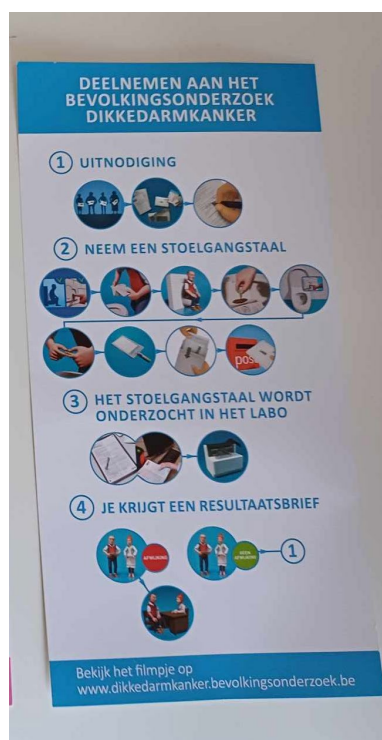 DEELNEMEN AAN HET
BEVOLKINGSONDERZOEK
DIKKEDARMKANKER
1 UITNODIGING
2 NEEM EEN STOELGANGSTAAL
pos
3 HET STOELGANGSTAAL WORDT
ONDERZOCHT IN HET LABO
4 JE KRIJGT EEN RESULTAATSBRIEF
AFWIJKING
GEEN
AFWIJKING
1
Bekijk het filmpje op
www.dikkedarmkanker.bevolkingsonderzoek.be